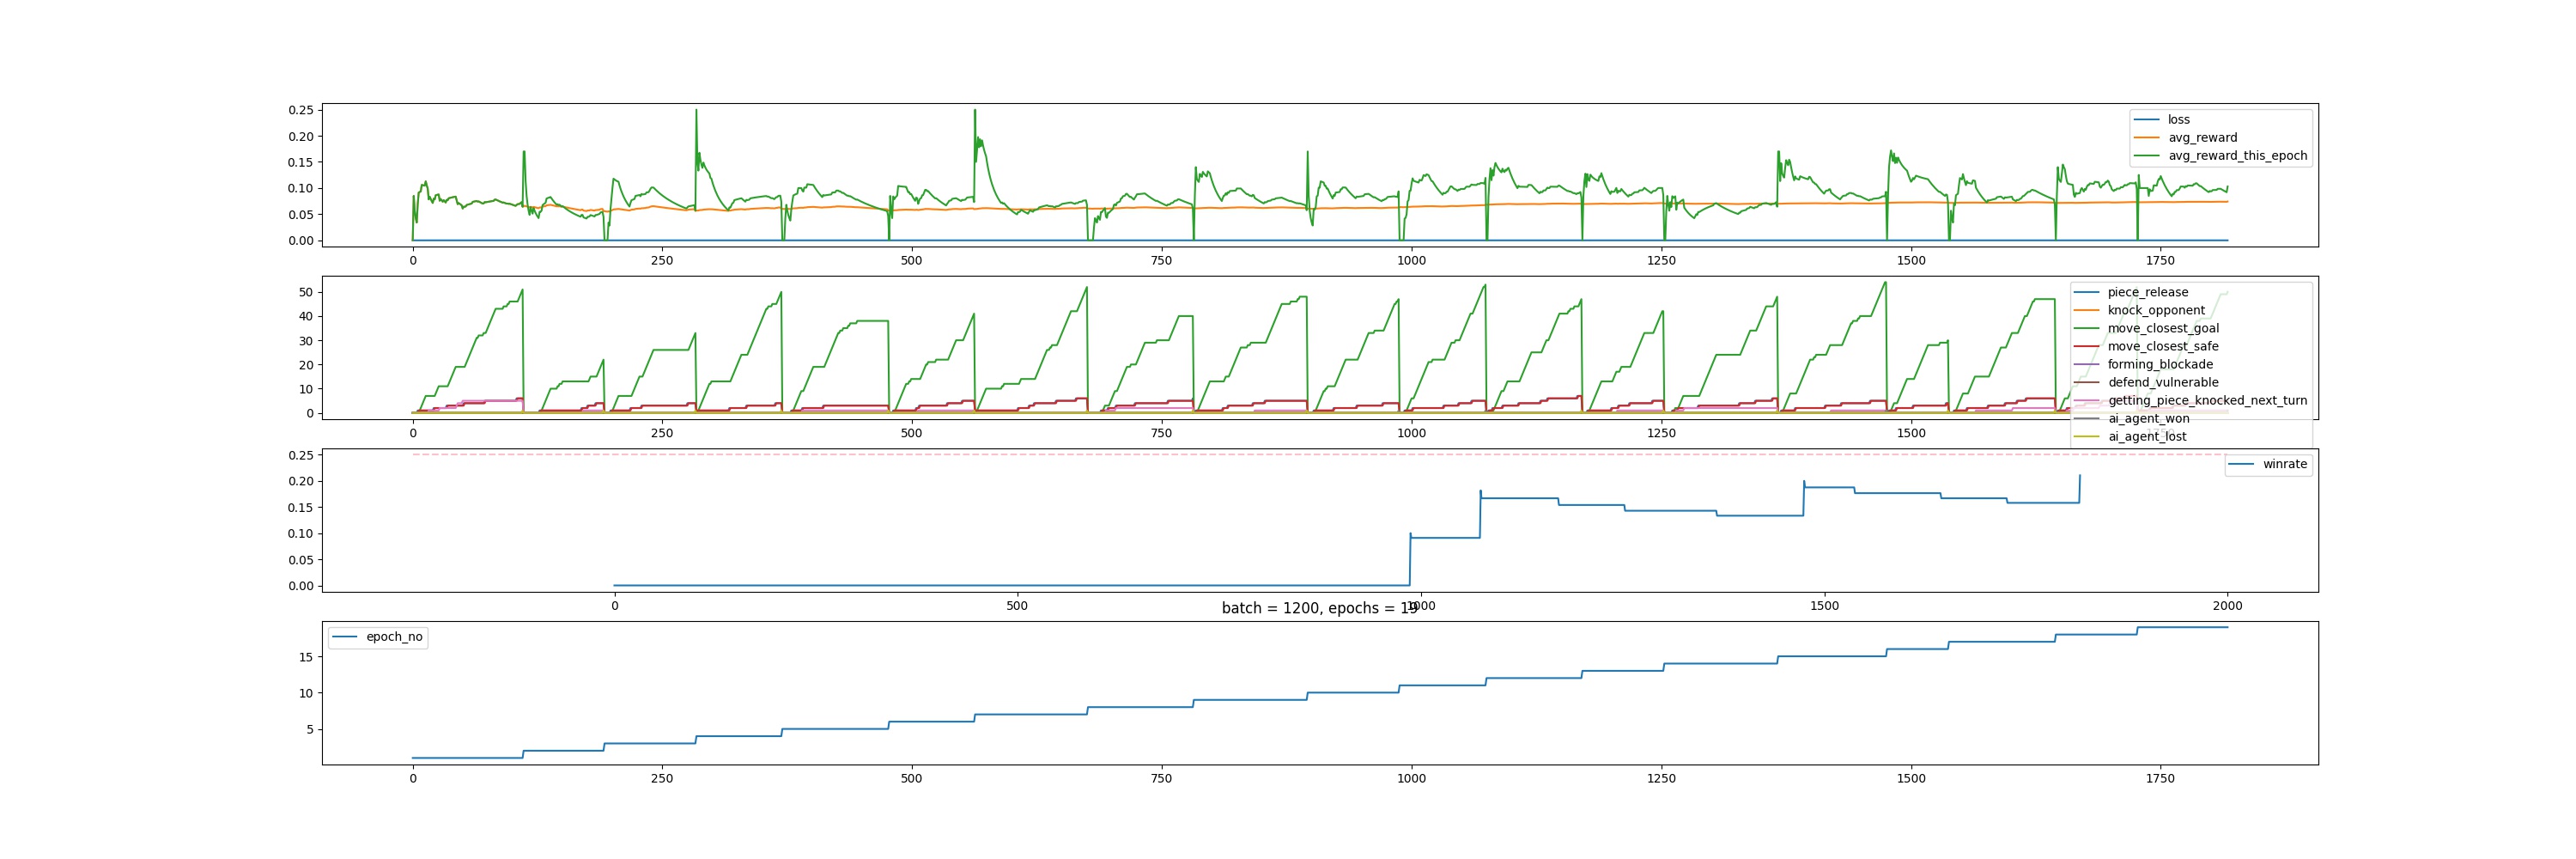 0.25
0.20
0.15
0.10
0.05
0.00
loss
avg_reward
avg_reward_this_epoch
0 250 500 750 1000 1250 1500 1750
50
40
30
20
10
0
piece_release
knock_opponent
move_closest_goal
move_closest_safe
forming_blockade
defend_vulnerable
getting_piece_knocked_next_turn
ai_agent_won
ai_agent_lost
0 250 500 750 1000 1250 1500 1750
0.25
0.20
0.15
0.10
0.05
0.00
winrate
0 500 1000 1500 2000
batch = 1200, epochs = 19
epoch_no
15
10
5
0 250 500 750 1000 1250 1500 1750